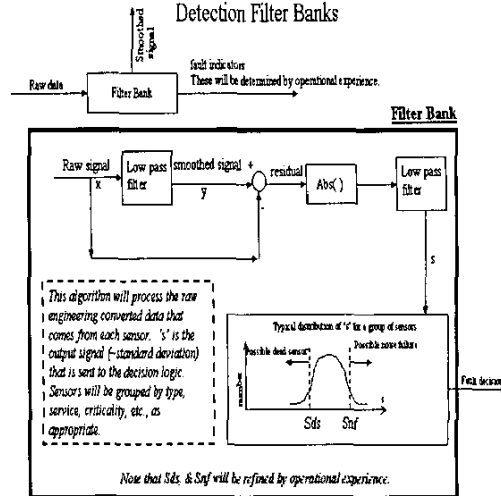 Detection Filter Banks
Smoothed
signal
fault indicators
These will be determined by operational experience.
Raw data
Filter Bank
Filter Bank
Raw signal
x
Low pass
filter
smoothed signal +
y
-
residual
Abs( )
Low pass
filter
s
This algorithm will process the raw
engineering converted data that
comes from each sensor. 's' is the
output signal (~standard deviation)
that is sent to the decision logic.
Sensors will be grouped by type,
service, criticality, etc., as
appropriate.
Typical distribution of 's' for a group of sensors
Possible dead sensor
Possible noise failure
number
Sds
Snf
s
Fault decision
Note that Sds, & Snf will be refined by operational experience.